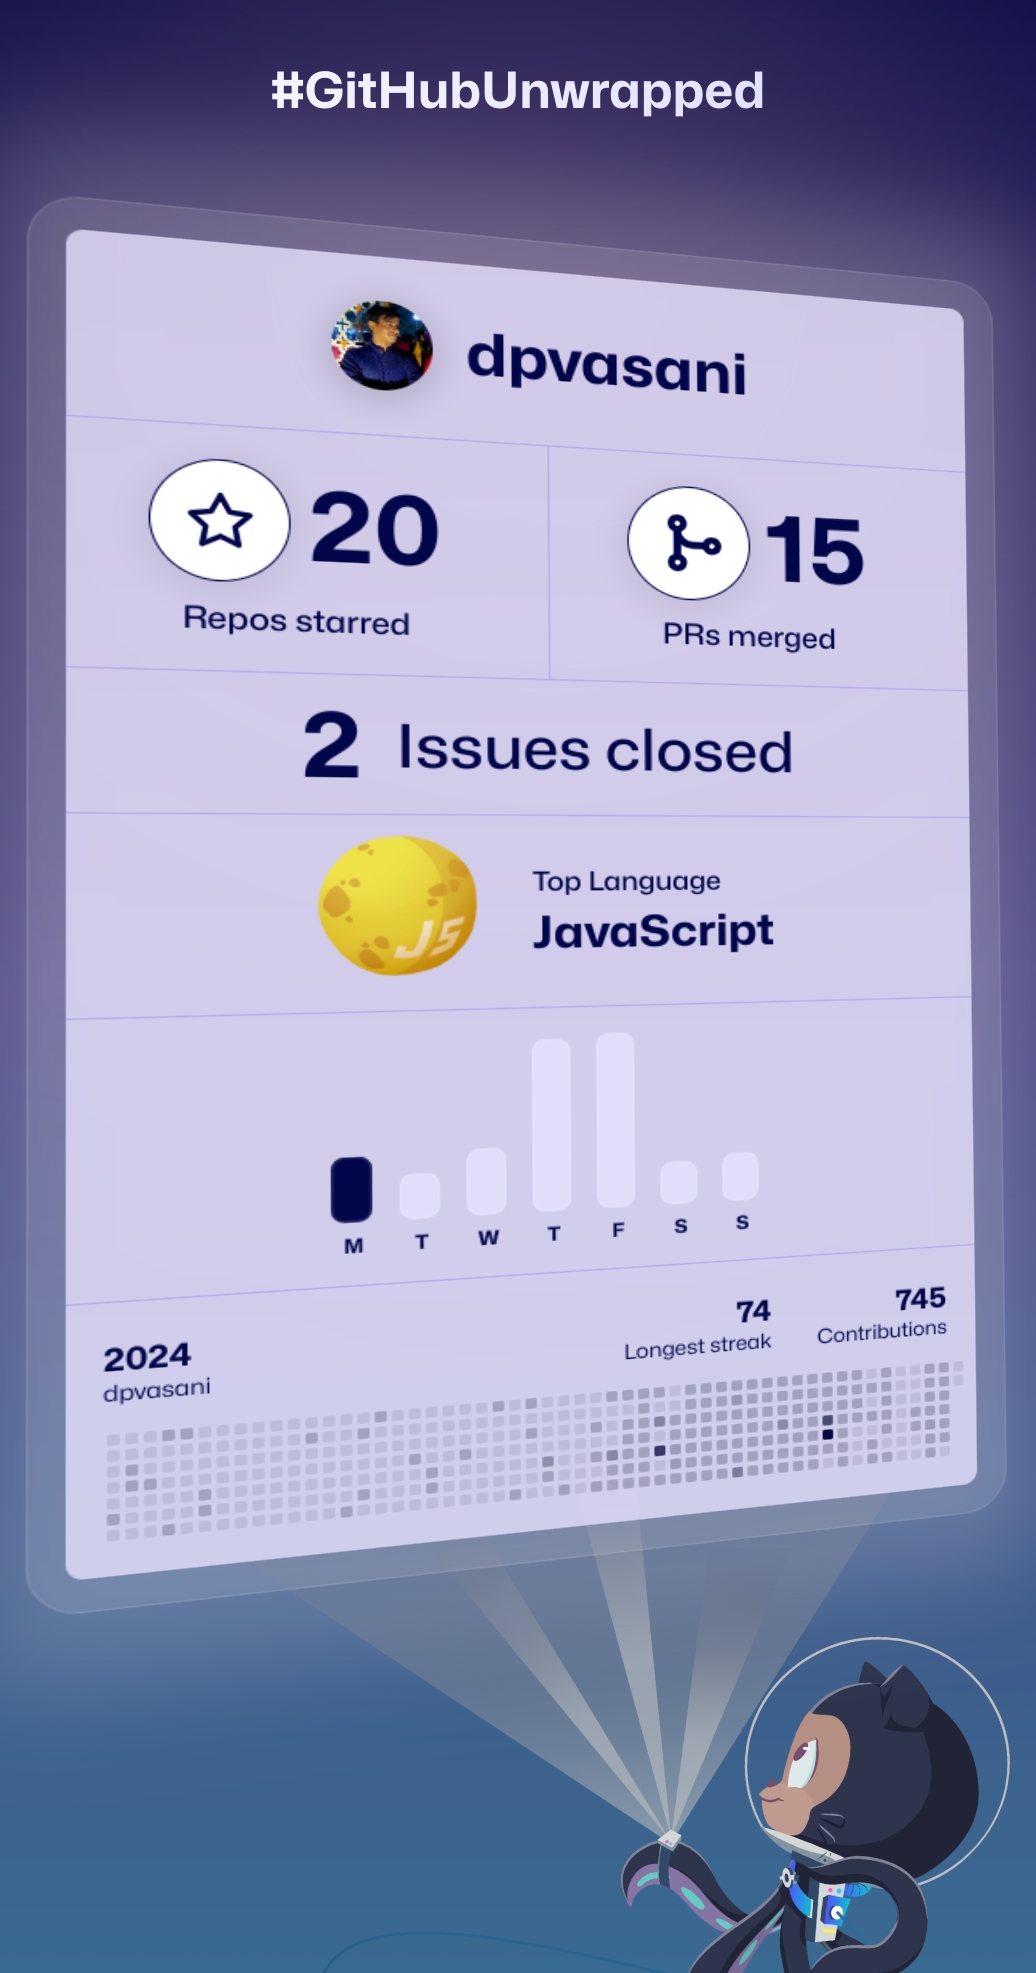 #GitHubUnwrapped
dpvasani
20
Repos starred
15
PRs merged
2 Issues closed
JS
Top Language
JavaScript
M T W T F S S
2024
dpvasani
74
Longest streak
745
Contributions